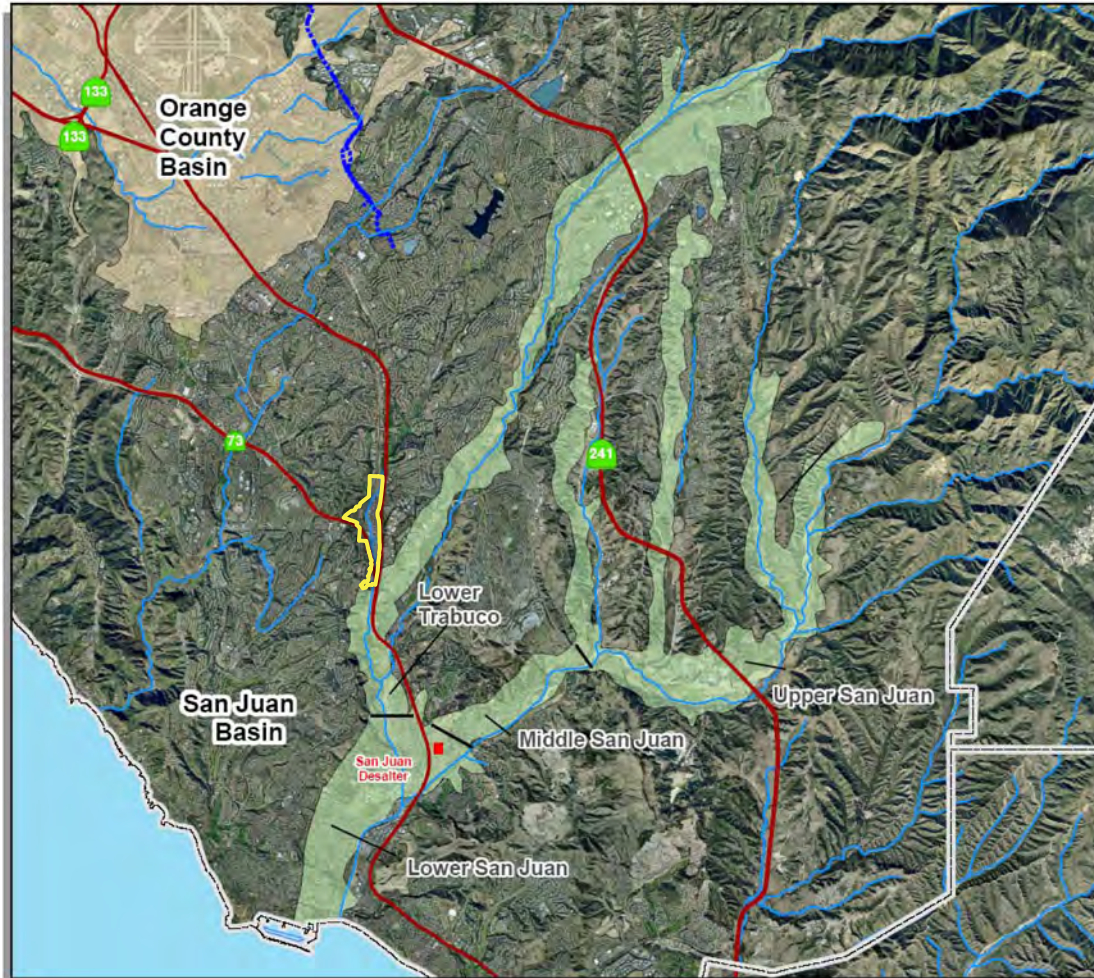 133
133
Orange
County
Basin
73
241
Lower
Trabuco
San Juan
Basin
Upper San Juan
Middle San Juan
San Juan
Desalter
Lower San Juan